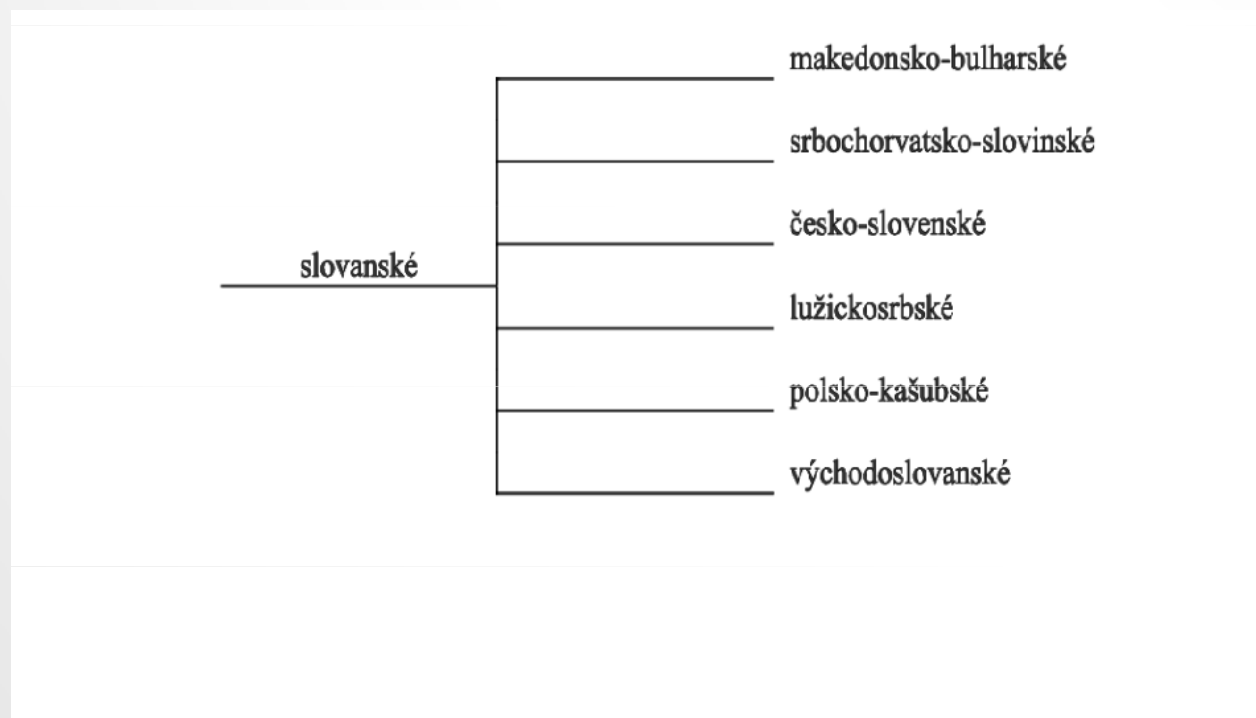 makedonsko-bulharské
srbochorvatsko-slovinské
česko-slovenské
slovanské
lužickosrbské
polsko-kašubské
východoslovanské